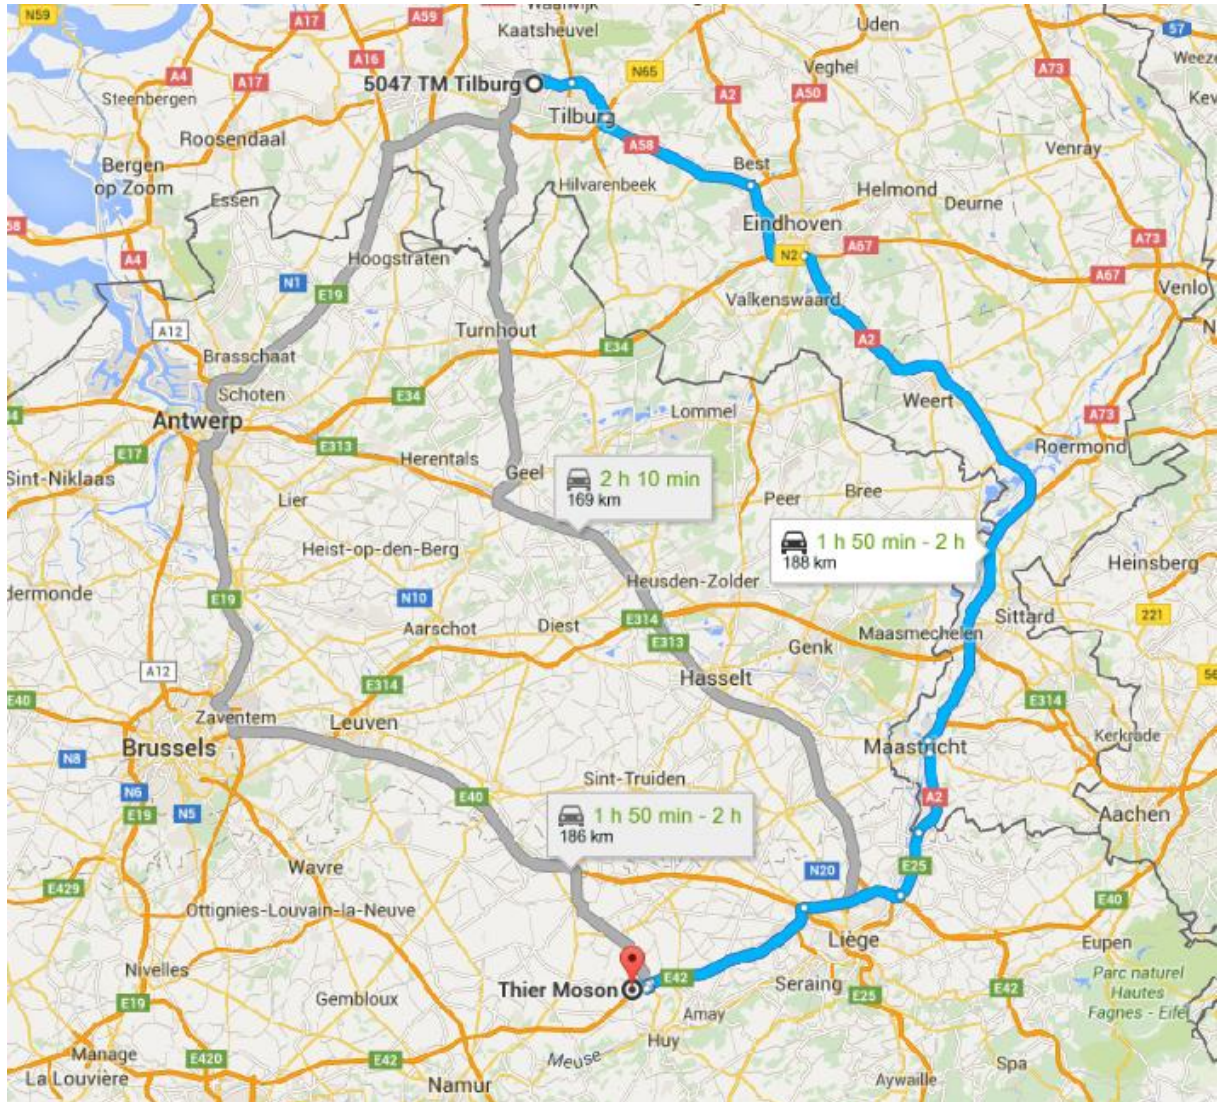 N59
A17
A59
Waalwijk
Kaatsheuvel
Uden
57
A16
A4
A17
5047 TM Tilburg
N65
A2
A50
Veghel
A73
Weeze
Kev
Steenbergen
Roosendaal
Tilburg
A58
Best
Venray
Bergen
op Zoom
Essen
Hilvarenbeek
Helmond
Deurne
58
A4
Eindhoven
A67
A73
Hoogstraten
N2
A67
N1
E19
Valkenswaard
Venlo
A12
Turnhout
E34
A2
N
Brasschaat
Schoten
E34
Lommel
Weert
A73
Antwerp
E17
E313
Herentals
Geel
Roermond
Sint-Niklaas
2 h 10 min
169 km
Lier
Peer
Bree
1 h 50 min - 2 h
188 km
Heist-op-den-Berg
Heinsberg
dermonde
E19
N10
Heusden-Zolder
Aarschot
Diest
E314
E313
Genk
Maasmechelen
Sittard
221
A12
E314
Hasselt
56
E40
Zaventem
Leuven
E314
Brussels
N8
Maastricht
Kerkrade
N6
E19
N5
E40
Sint-Truiden
A2
Aachen
1 h 50 min - 2 h
186 km
Wavre
N20
E25
E429
E40
Ottignies-Louvain-la-Neuve
Liège
Eupen
Nivelles
Thier Moson
E42
Seraing
Parc naturel
Hautes
Fagnes - Eifel
E19
Gembloux
E25
E42
Amay
Huy
Manage
E420
E42
Meuse
Spa
La Louvière
Namur
Aywaille